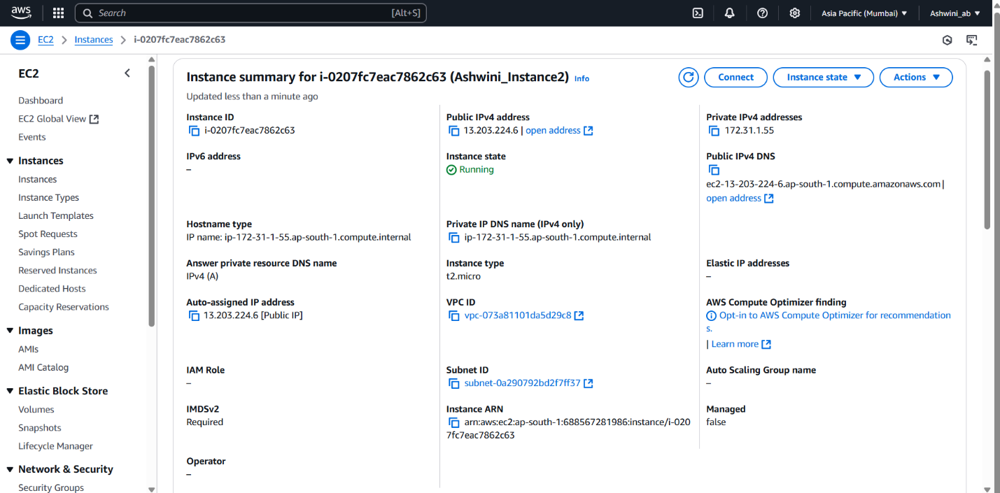 aws
Search [Alt+S]
Asia Pacific (Mumbai)
Ashwini_ab
EC2
Instances
i-0207fc7eac7862c63
EC2
Dashboard
EC2 Global View
Events
Instances
Instances
Instance Types
Launch Templates
Spot Requests
Savings Plans
Reserved Instances
Dedicated Hosts
Capacity Reservations
Images
AMIs
AMI Catalog
Elastic Block Store
Volumes
Snapshots
Lifecycle Manager
Network & Security
Security Groups
Instance summary for i-0207fc7eac7862c63 (Ashwini_Instance2) Info
Connect
Instance state
Actions
Updated less than a minute ago
Instance ID
i-0207fc7eac7862c63
Public IPv4 address
13.203.224.6 | open address
Private IPv4 addresses
172.31.1.55
IPv6 address
–
Instance state
Running
Public IPv4 DNS
ec2-13-203-224-6.ap-south-1.compute.amazonaws.com |
open address
Hostname type
IP name: ip-172-31-1-55.ap-south-1.compute.internal
Private IP DNS name (IPv4 only)
ip-172-31-1-55.ap-south-1.compute.internal
Answer private resource DNS name
IPv4 (A)
Instance type
t2.micro
Elastic IP addresses
–
Auto-assigned IP address
13.203.224.6 [Public IP]
VPC ID
vpc-073a81101da5d29c8
AWS Compute Optimizer finding
Opt-in to AWS Compute Optimizer for recommendation
s.
| Learn more
IAM Role
–
Subnet ID
subnet-0a290792bd2f7ff37
Auto Scaling Group name
–
IMDSv2
Required
Instance ARN
arn:aws:ec2:ap-south-1:688567281986:instance/i-020
7fc7eac7862c63
Managed
false
Operator
–